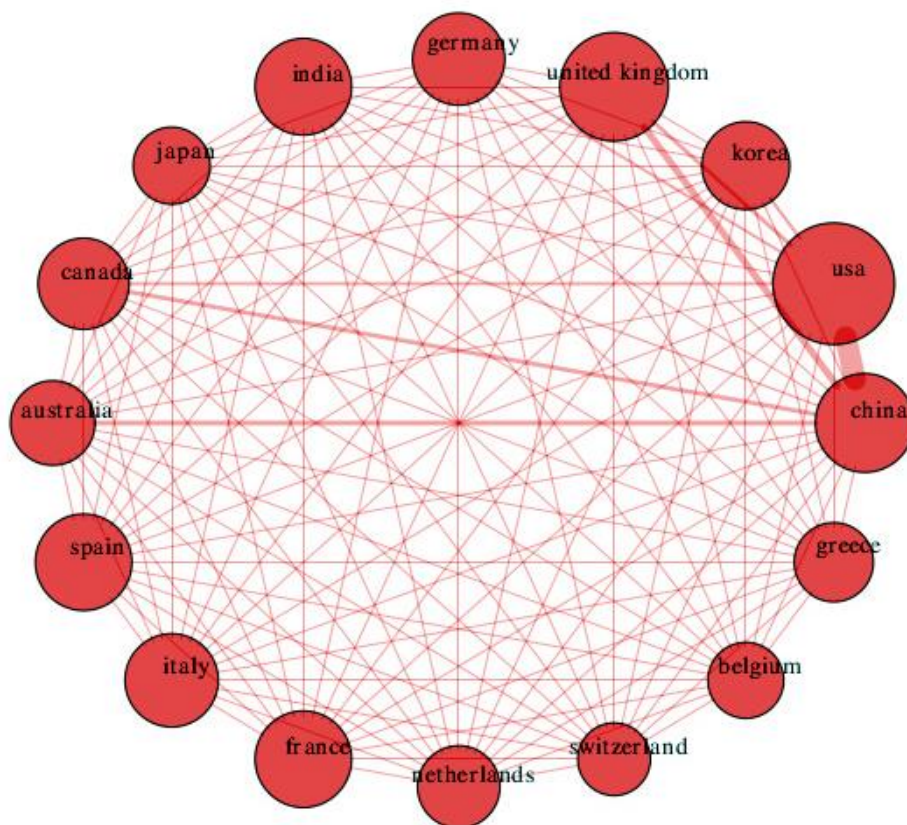 germany
united kingdom
india
korea
japan
usa
canada
china
australia
greece
spain
belgium
italy
switzerland
france
netherlands